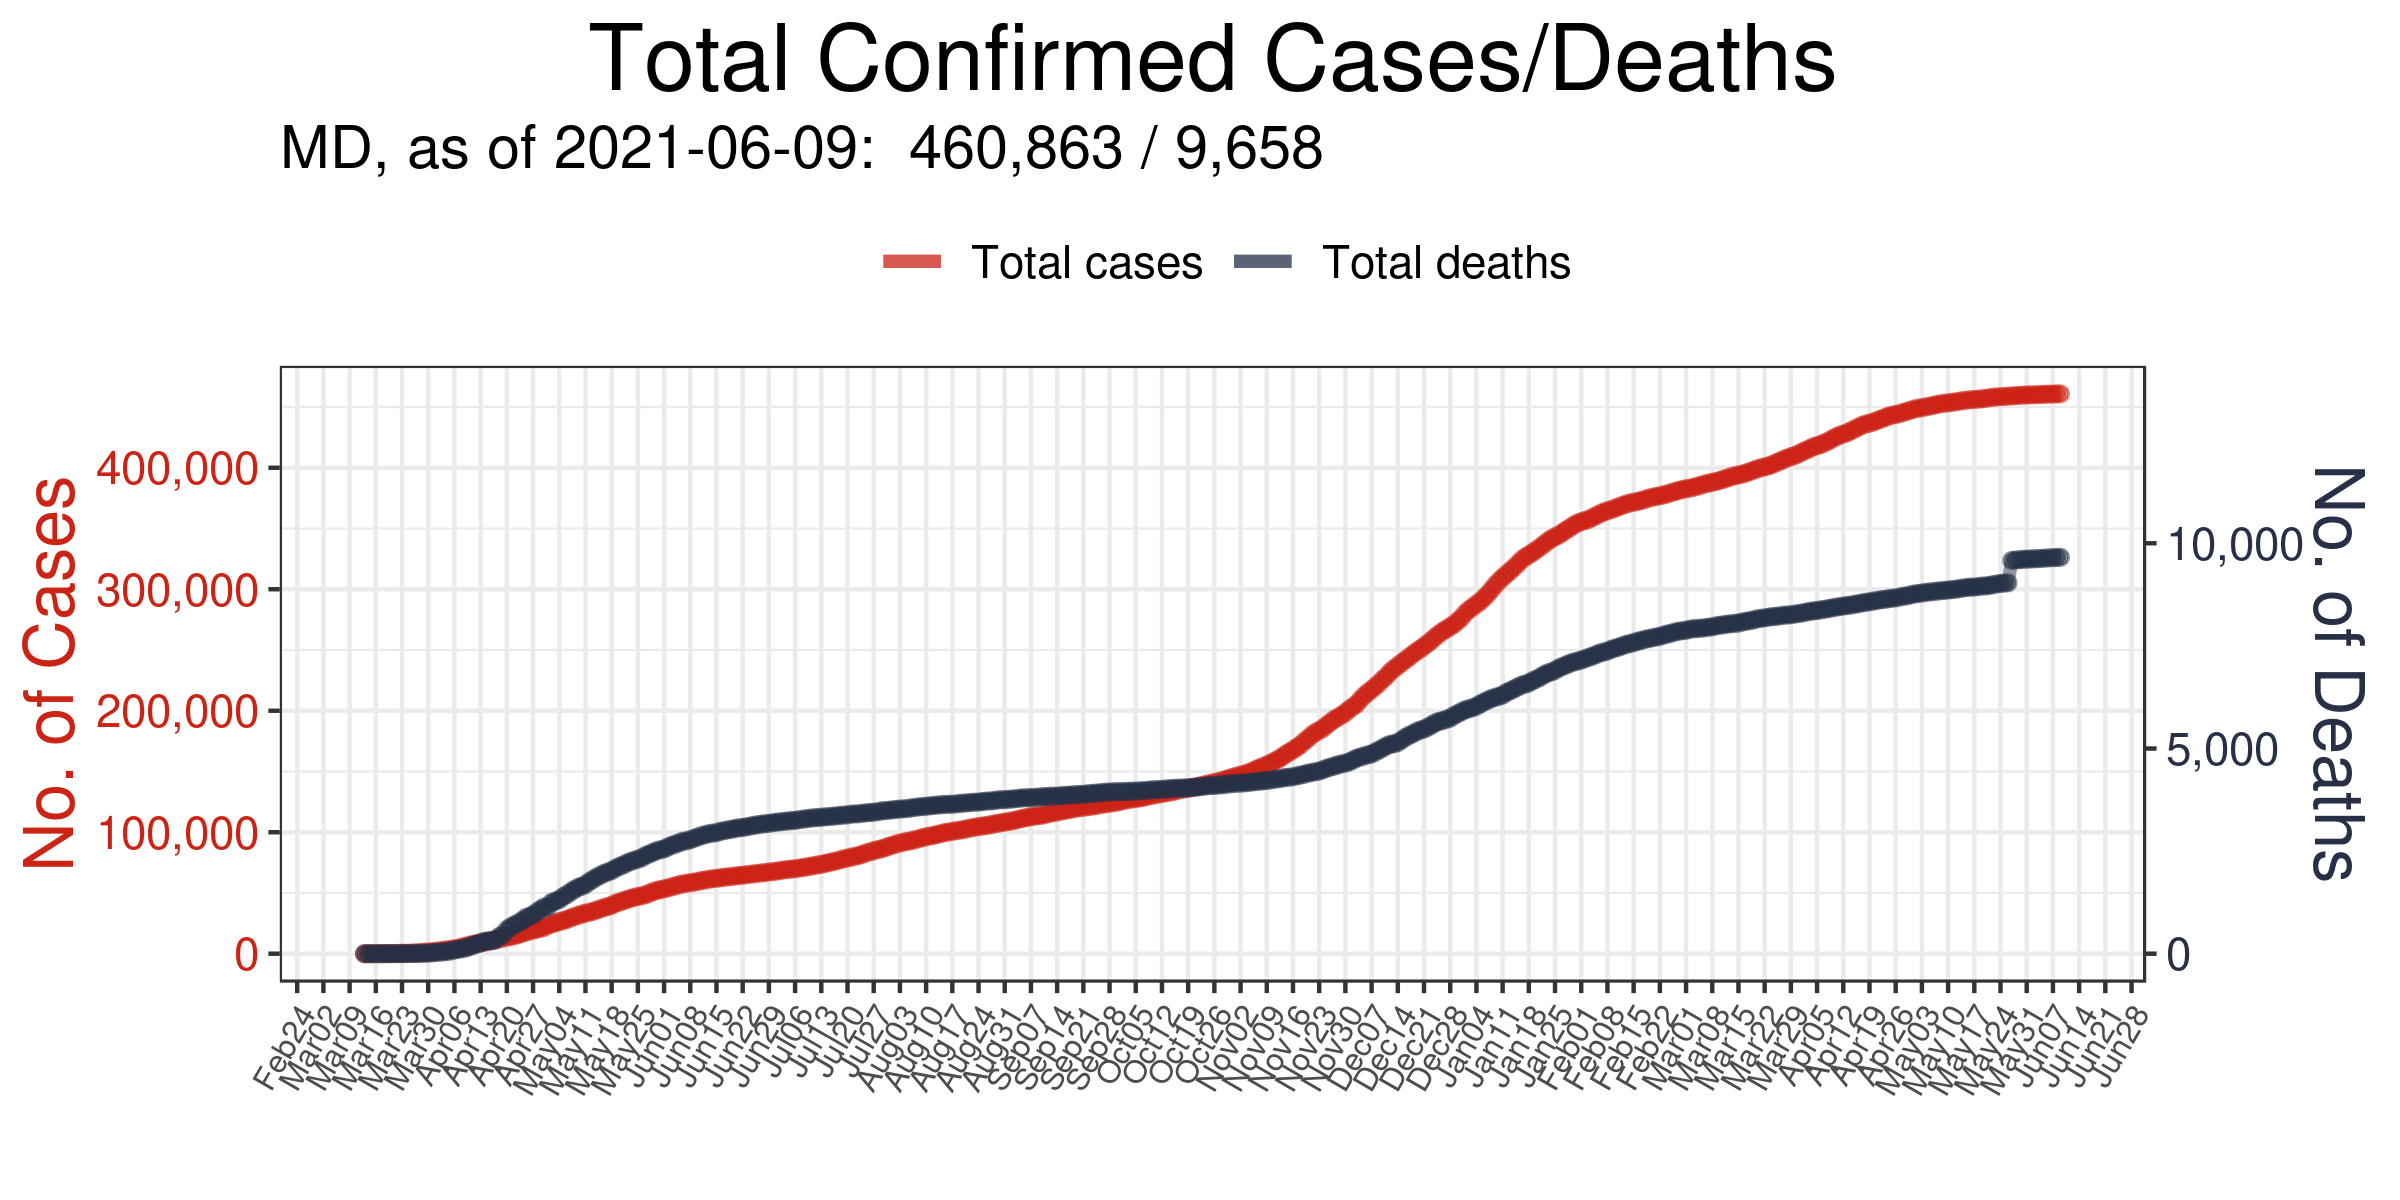 Total Confirmed Cases/Deaths
MD, as of 2021-06-09:  460,863 / 9,658
Total cases
Total deaths
No. of Cases
400,000
300,000
200,000
100,000
0
10,000
5,000
0
No. of Deaths
Feb24
Mar02
Mar09
Mar16
Mar23
Mar30
Apr06
Apr13
Apr20
Apr27
May04
May11
May18
May25
Jun01
Jun08
Jun15
Jun22
Jun29
Jul06
Jul13
Jul20
Jul27
Aug03
Aug10
Aug17
Aug24
Aug31
Sep07
Sep14
Sep21
Sep28
Oct05
Oct12
Oct19
Oct26
Nov02
Nov09
Nov16
Nov23
Nov30
Dec07
Dec14
Dec21
Dec28
Jan04
Jan11
Jan18
Jan25
Feb01
Feb08
Feb15
Feb22
Mar01
Mar08
Mar15
Mar22
Mar29
Apr05
Apr12
Apr19
Apr26
May03
May10
May17
May24
May31
Jun07
Jun14
Jun21
Jun28